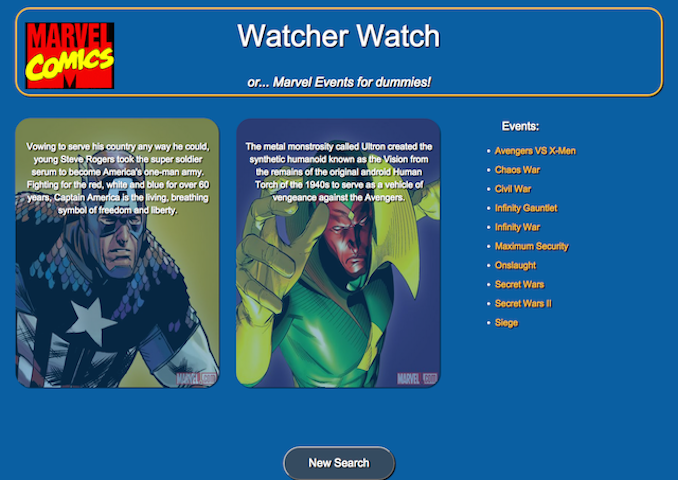 MARVEL
COMICS
Watcher Watch
or... Marvel Events for dummies!
Vowing to serve his country any way he could,
young Steve Rogers took the super soldier
serum to become America's one-man army.
Fighting for the red, white and blue for over 60
years, Captain America is the living, breathing
symbol of freedom and liberty.
MARVEL
The metal monstrosity called Ultron created the
synthetic humanoid known as the Vision from
the remains of the original android Human
Torch of the 1940s to serve as a vehicle of
vengeance against the Avengers.
MARVEL
Events:
Avengers VS X-Men
Chaos War
Civil War
Infinity Gauntlet
Infinity War
Maximum Security
Onslaught
Secret Wars
Secret Wars II
Siege
New Search